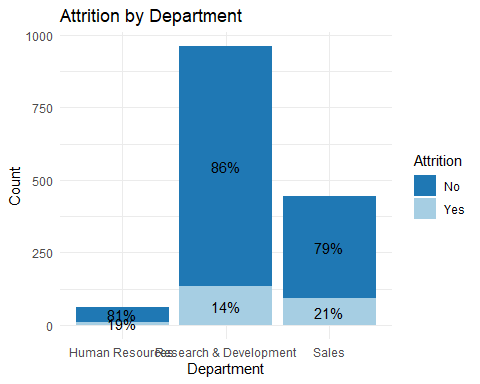 Attrition by Department
1000
750
500
250
0
Count
86%
14%
79%
21%
81%
19%
Human Resources
Research & Development
Sales
Department
Attrition
No
Yes